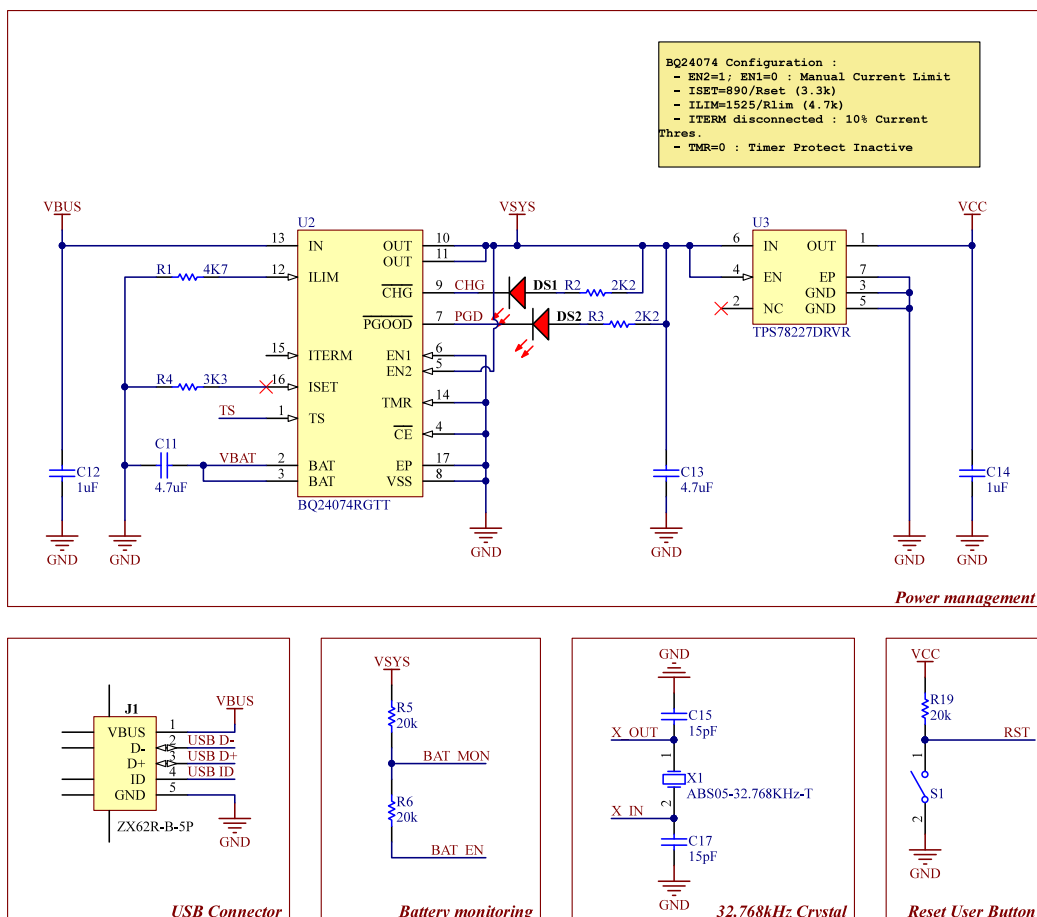 BQ24074 Configuration :
- EN2=1; EN1=0 : Manual Current Limit
- ISET=890/Rset (3.3k)
- ILIM=1525/Rlim (4.7k)
- ITERM disconnected : 10% Current
Thres.
- TMR=0 : Timer Protect Inactive
VBUS
VSYS
VCC
U2
U3
13 IN OUT 10
OUT 11
R1 4K7 12 ILIM
CHG 9 CHG DS1 R2 2K2
PGOOD 7 PGD DS2 R3 2K2
15 ITERM EN1 6
EN2 5
R4 3K3 16 ISET
TMR 14
TS 1 TS
CE 4
C11 4.7uF
VBAT 2 BAT EP 17
3 BAT VSS 8
BQ24074RGTT
6 IN OUT 1
4 EN EP 7
GND 3
2 NC GND 5
TPS78227DRVR
C12
1uF
C13
4.7uF
C14
1uF
GND
GND
GND
GND
GND
GND
Power management
J1
VBUS
VBUS 1
D- 2 USB D-
D+ 3 USB D+
ID 4 USB ID
GND 5
ZX62R-B-5P
GND
USB Connector
VSYS
R5
20k
BAT MON
R6
20k
BAT EN
Battery monitoring
GND
C15
15pF
X_OUT
1
X1
ABS05-32.768KHz-T
2
X_IN
C17
15pF
GND
32.768kHz Crystal
VCC
R19
20k
RST
1
S1
2
GND
Reset User Button